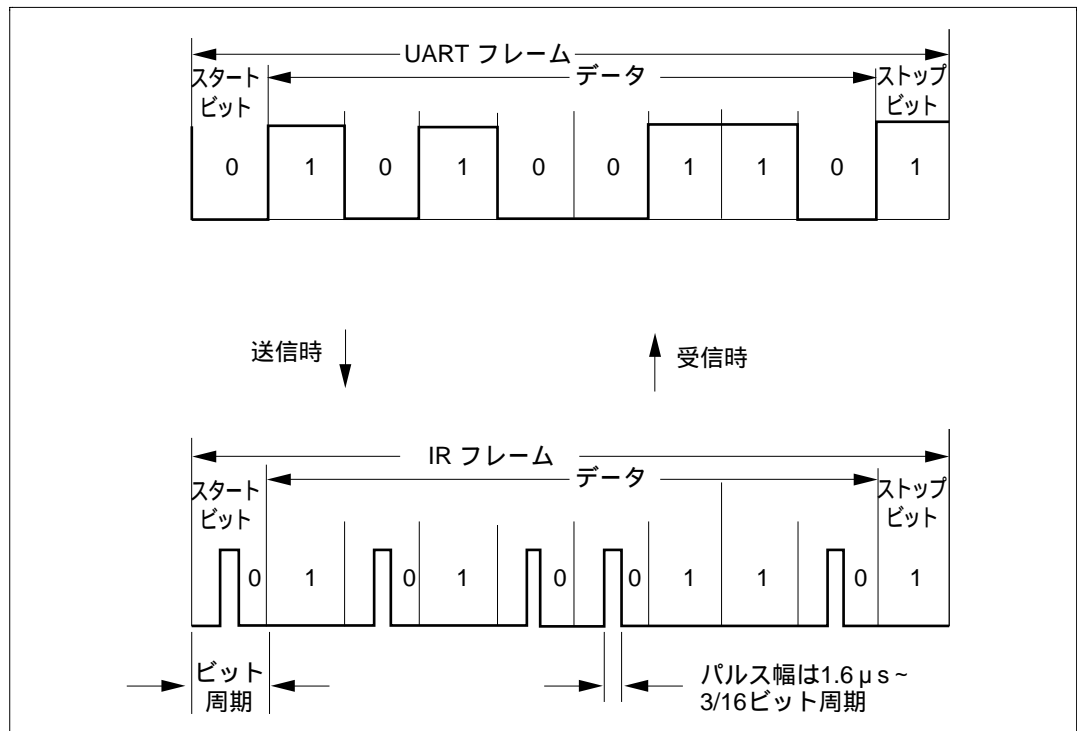 UART フレーム
スタート
ビット
データ
ストップ
ビット
0 1 0 1 0 0 1 1 0 1
送信時
受信時
IR フレーム
スタート
ビット
データ
ストップ
ビット
0 1 0 1 0 0 1 1 0 1
ビット
周期
パルス幅は1.6 μ s ~
3/16ビット周期